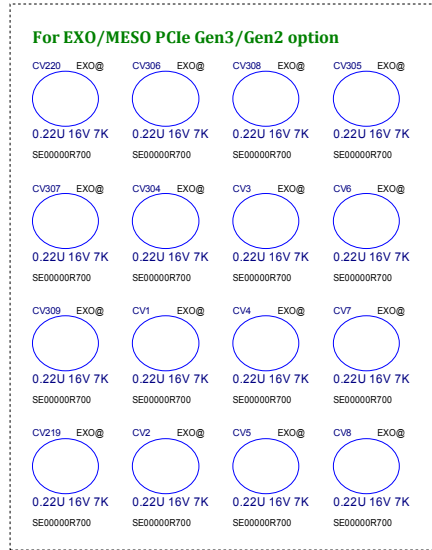 For EXO/MESO PCIe Gen3/Gen2 option
CV220 EXO@ CV306 EXO@ CV308 EXO@ CV305 EXO@
0.22U 16V 7K 0.22U 16V 7K 0.22U 16V 7K 0.22U 16V 7K
SE00000R700 SE00000R700 SE00000R700 SE00000R700
CV307 EXO@ CV304 EXO@ CV3 EXO@ CV6 EXO@
0.22U 16V 7K 0.22U 16V 7K 0.22U 16V 7K 0.22U 16V 7K
SE00000R700 SE00000R700 SE00000R700 SE00000R700
CV309 EXO@ CV1 EXO@ CV4 EXO@ CV7 EXO@
0.22U 16V 7K 0.22U 16V 7K 0.22U 16V 7K 0.22U 16V 7K
SE00000R700 SE00000R700 SE00000R700 SE00000R700
CV219 EXO@ CV2 EXO@ CV5 EXO@ CV8 EXO@
0.22U 16V 7K 0.22U 16V 7K 0.22U 16V 7K 0.22U 16V 7K
SE00000R700 SE00000R700 SE00000R700 SE00000R700